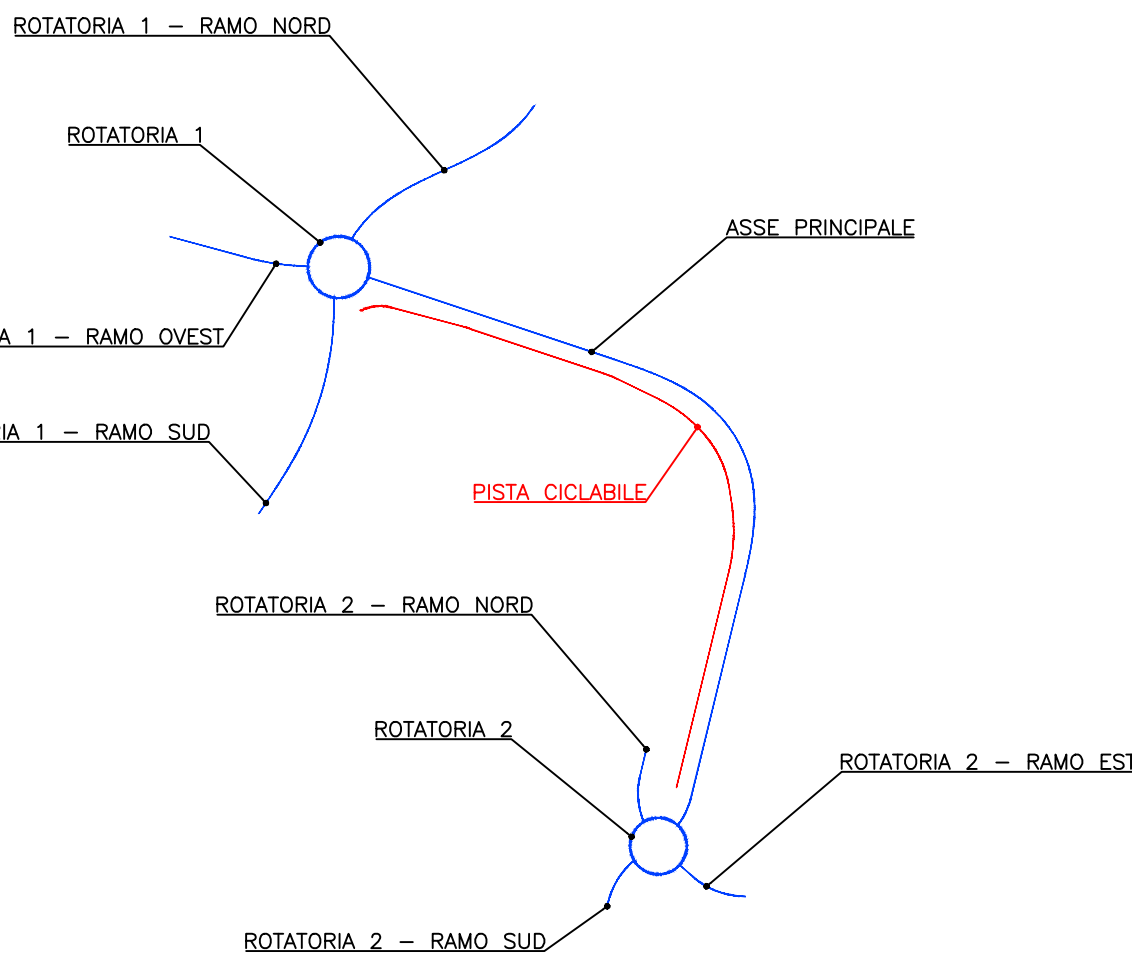 ROTATORIA 1 – RAMO NORD
ROTATORIA 1
ASSE PRINCIPALE
A 1 – RAMO OVEST
IA 1 – RAMO SUD
PISTA CICLABILE
ROTATORIA 2 – RAMO NORD
ROTATORIA 2
ROTATORIA 2 – RAMO EST
ROTATORIA 2 – RAMO SUD